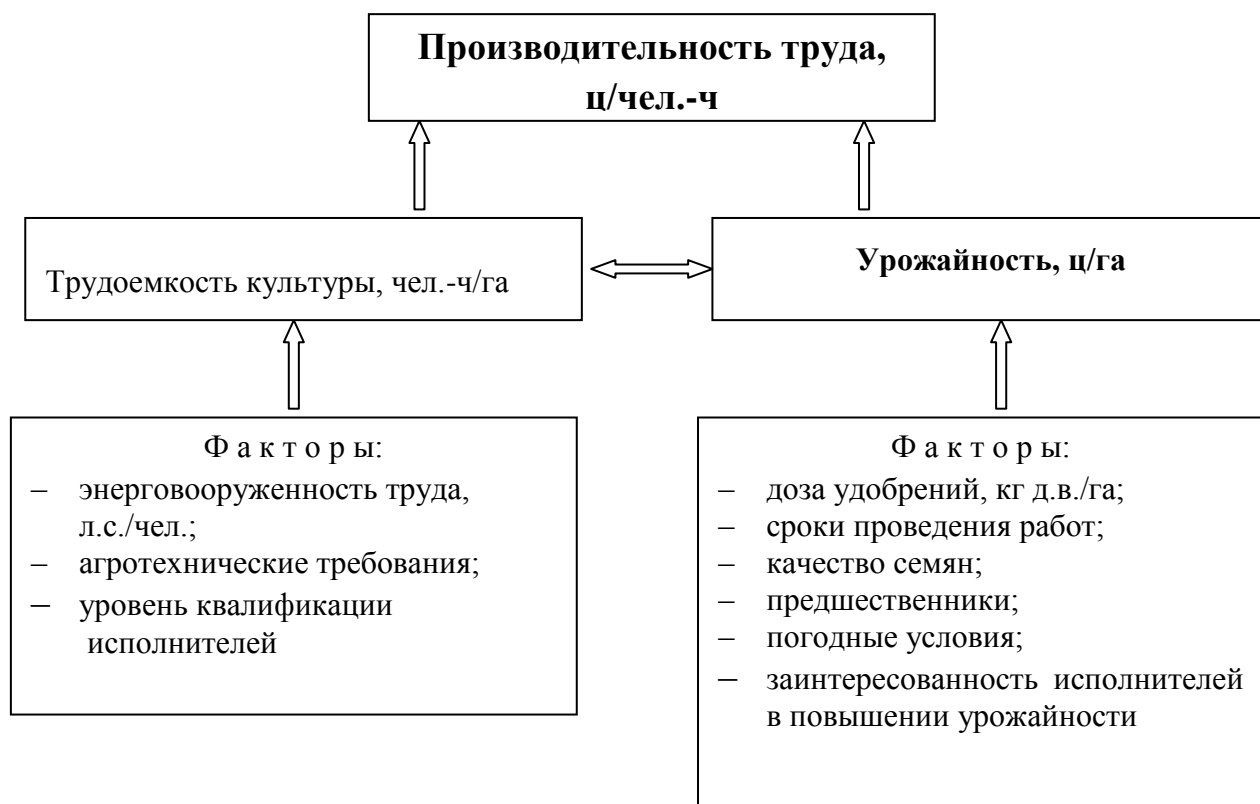 Производительность труда,
ц/чел.-ч
Трудоемкость культуры, чел.-ч/га
Урожайность, ц/га
Ф а к т о р ы:
– энерговооруженность труда,
л.с./чел.;
– агротехнические требования;
– уровень квалификации
исполнителей
Ф а к т о р ы:
– доза удобрений, кг д.в./га;
– сроки проведения работ;
– качество семян;
– предшественники;
– погодные условия;
– заинтересованность исполнителей
в повышении урожайности